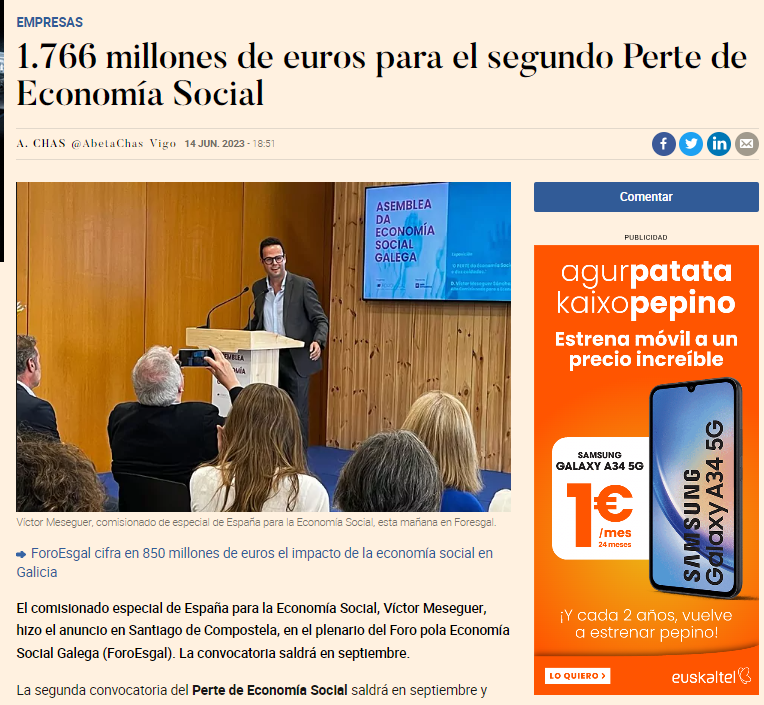 EMPRESAS
1.766 millones de euros para el segundo Perte de
Economía Social
A. CHAS @AbetaChas Vigo 14 JUN. 2023 - 18:51
Comentar
ASEMBLEA
DA
ECONOMÍA
SOCIAL
GALEGA
ASEMBLEA
Víctor Meseguer, comisionado de especial de España para la Economía Social, esta mañana en Foresgal.
ForoEsgal cifra en 850 millones de euros el impacto de la economía social en
Galicia
El comisionado especial de España para la Economía Social, Víctor Meseguer,
hizo el anuncio en Santiago de Compostela, en el plenario del Foro pola Economía
Social Galega (ForoEsgal). La convocatoria saldrá en septiembre.
La segunda convocatoria del Perte de Economía Social saldrá en septiembre y
PUBLICIDAD
agurpatata
kaixopepino
Estrena móvil a un
precio increíble
SAMSUNG
GALAXY A34 5G
1€
/mes
24 meses
SAMSUNG
Galaxy A34 5G
¡Y cada 2 años, vuelve
a estrenar pepino!
LO QUIERO >
euskaltel